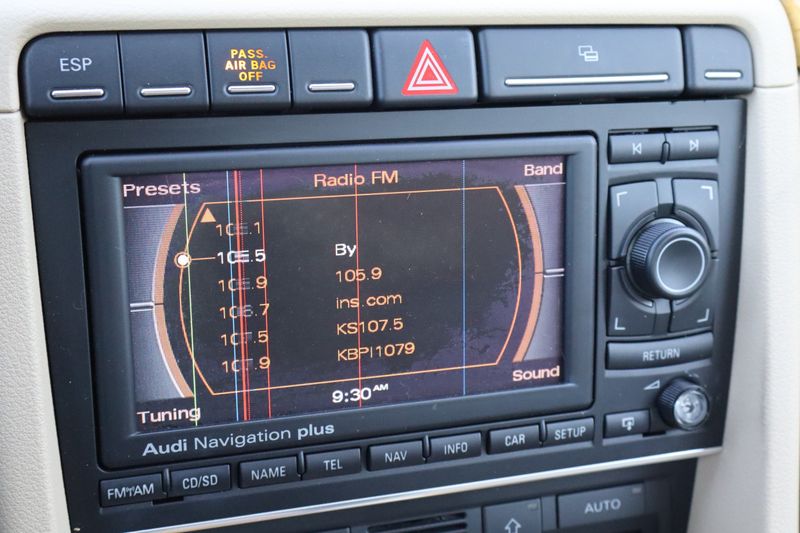 ESP
PASS.
AIR BAG
OFF
Presets
Radio FM
Band
105.1
105.5 By
105.9 105.9
106.7 ins.com
107.5 KS107.5
107.9 KBPI1079
9:30 AM
Tuning
Sound
Audi Navigation plus
RETURN
FM/AM CD/SD NAME TEL NAV INFO CAR SETUP
AUTO